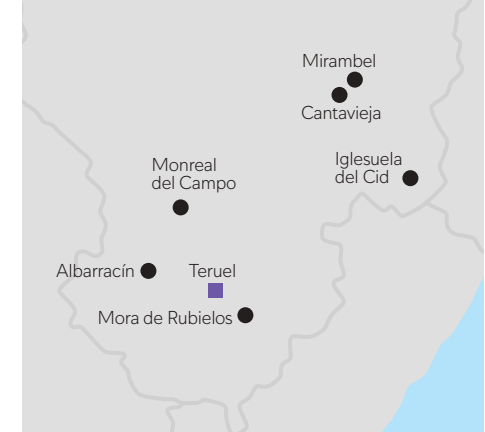 Mirambel
Cantavieja
Iglesuela
del Cid
Monreal
del Campo
Albarracín
Teruel
Mora de Rubielos